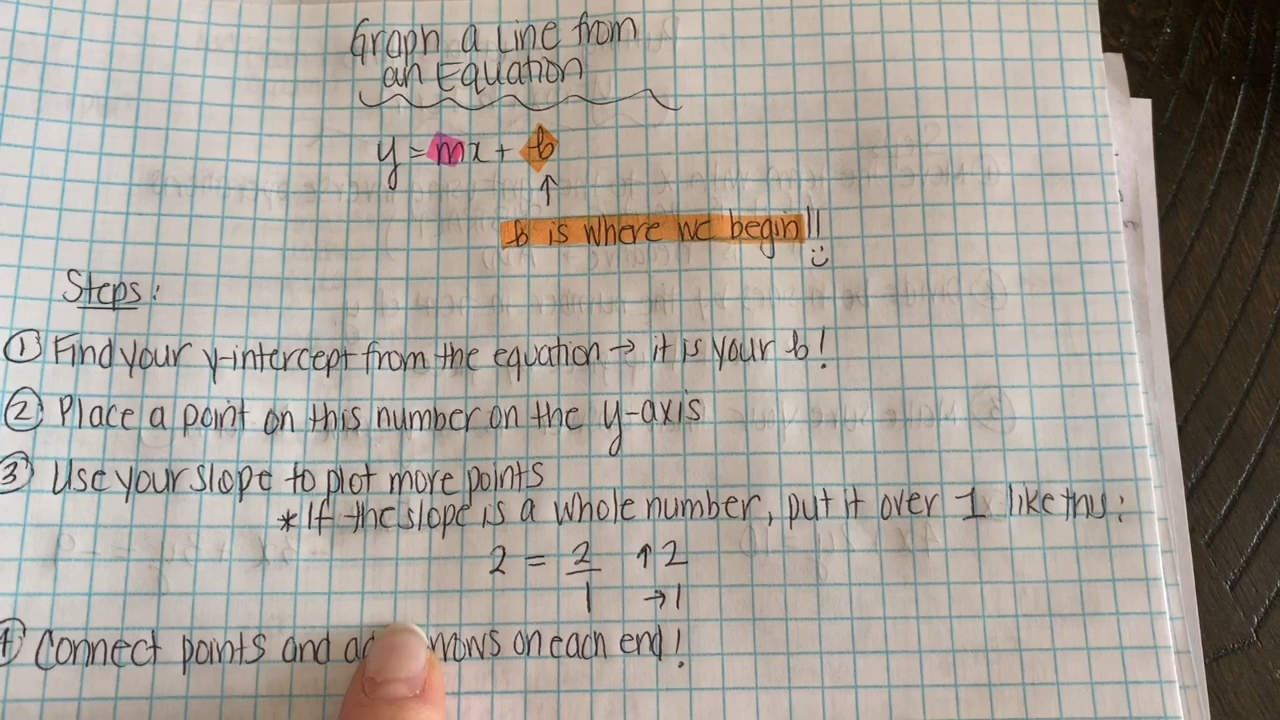 Graph a Line from
an Equation
y = mx + b
↑
b is where we begin!!
Steps:
① Find your y-intercept from the equation → it is your b!
② Place a point on this number on the y-axis
③ Use your slope to plot more points
*If the slope is a whole number, put it over 1 like this:
2 = 2/1 ↑2 →1
④ Connect points and on each end!